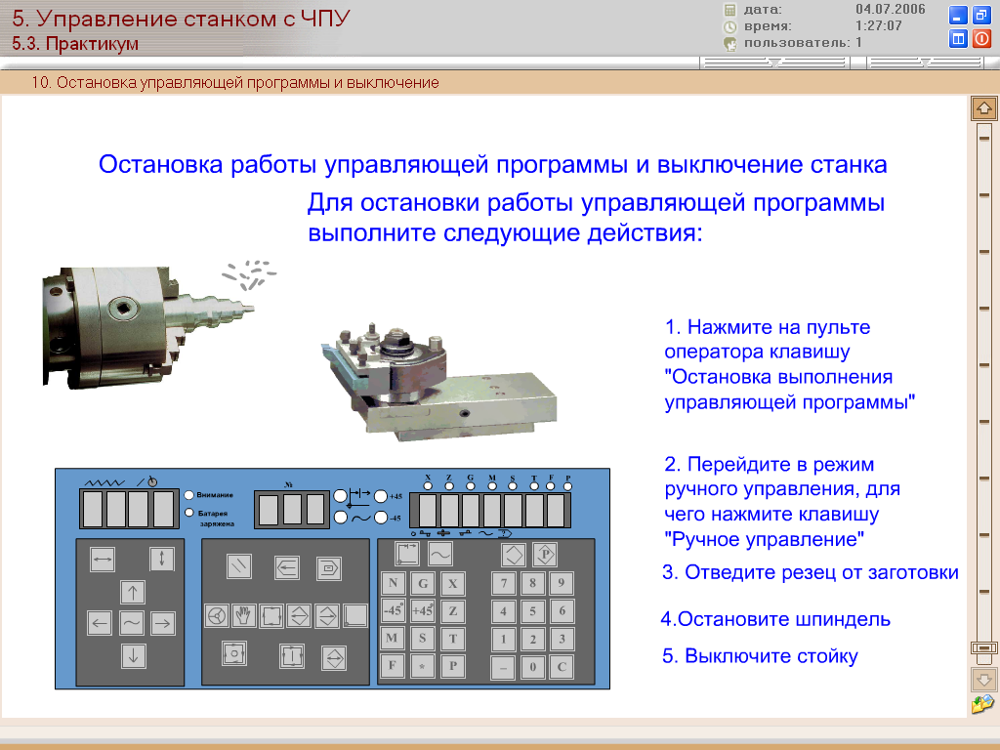 5. Управление станком с ЧПУ
5.3. Практикум
дата: 04.07.2006
время: 1:27:07
пользователь: 1
10. Остановка управляющей программы и выключение
Остановка работы управляющей программы и выключение станка
Для остановки работы управляющей программы
выполните следующие действия:
1. Нажмите на пульте
оператора клавишу
"Остановка выполнения
управляющей программы"
2. Перейдите в режим
ручного управления, для
чего нажмите клавишу
"Ручное управление"
3. Отведите резец от заготовки
4.Остановите шпиндель
5. Выключите стойку
Внимание
Батарея
заряжена
№
+45
-45
X Z G M S T F P
P
N G X 7 8 9
-45° +45° Z 4 5 6
M S T 1 2 3
F * P – 0 C